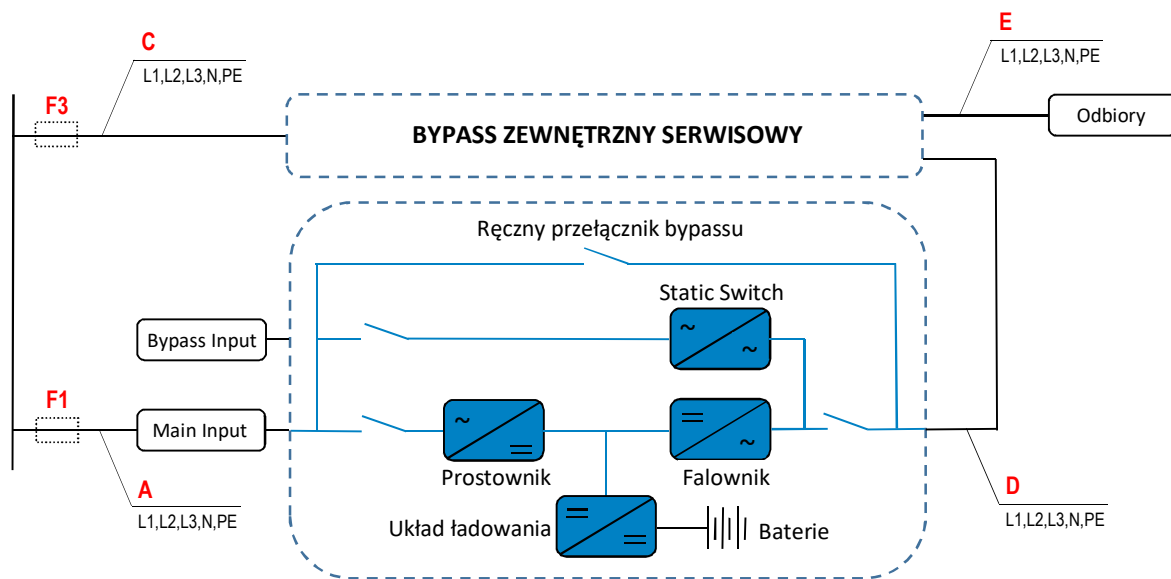 C
L1,L2,L3,N,PE
E
L1,L2,L3,N,PE
F3
BYPASS ZEWNĘTRZNY SERWISOWY
Odbiory
Ręczny przełącznik bypassu
Static Switch
~
~
Bypass Input
F1
Main Input
~
~
Prostownik
Falownik
A
L1,L2,L3,N,PE
D
L1,L2,L3,N,PE
Układ ładowania
Baterie